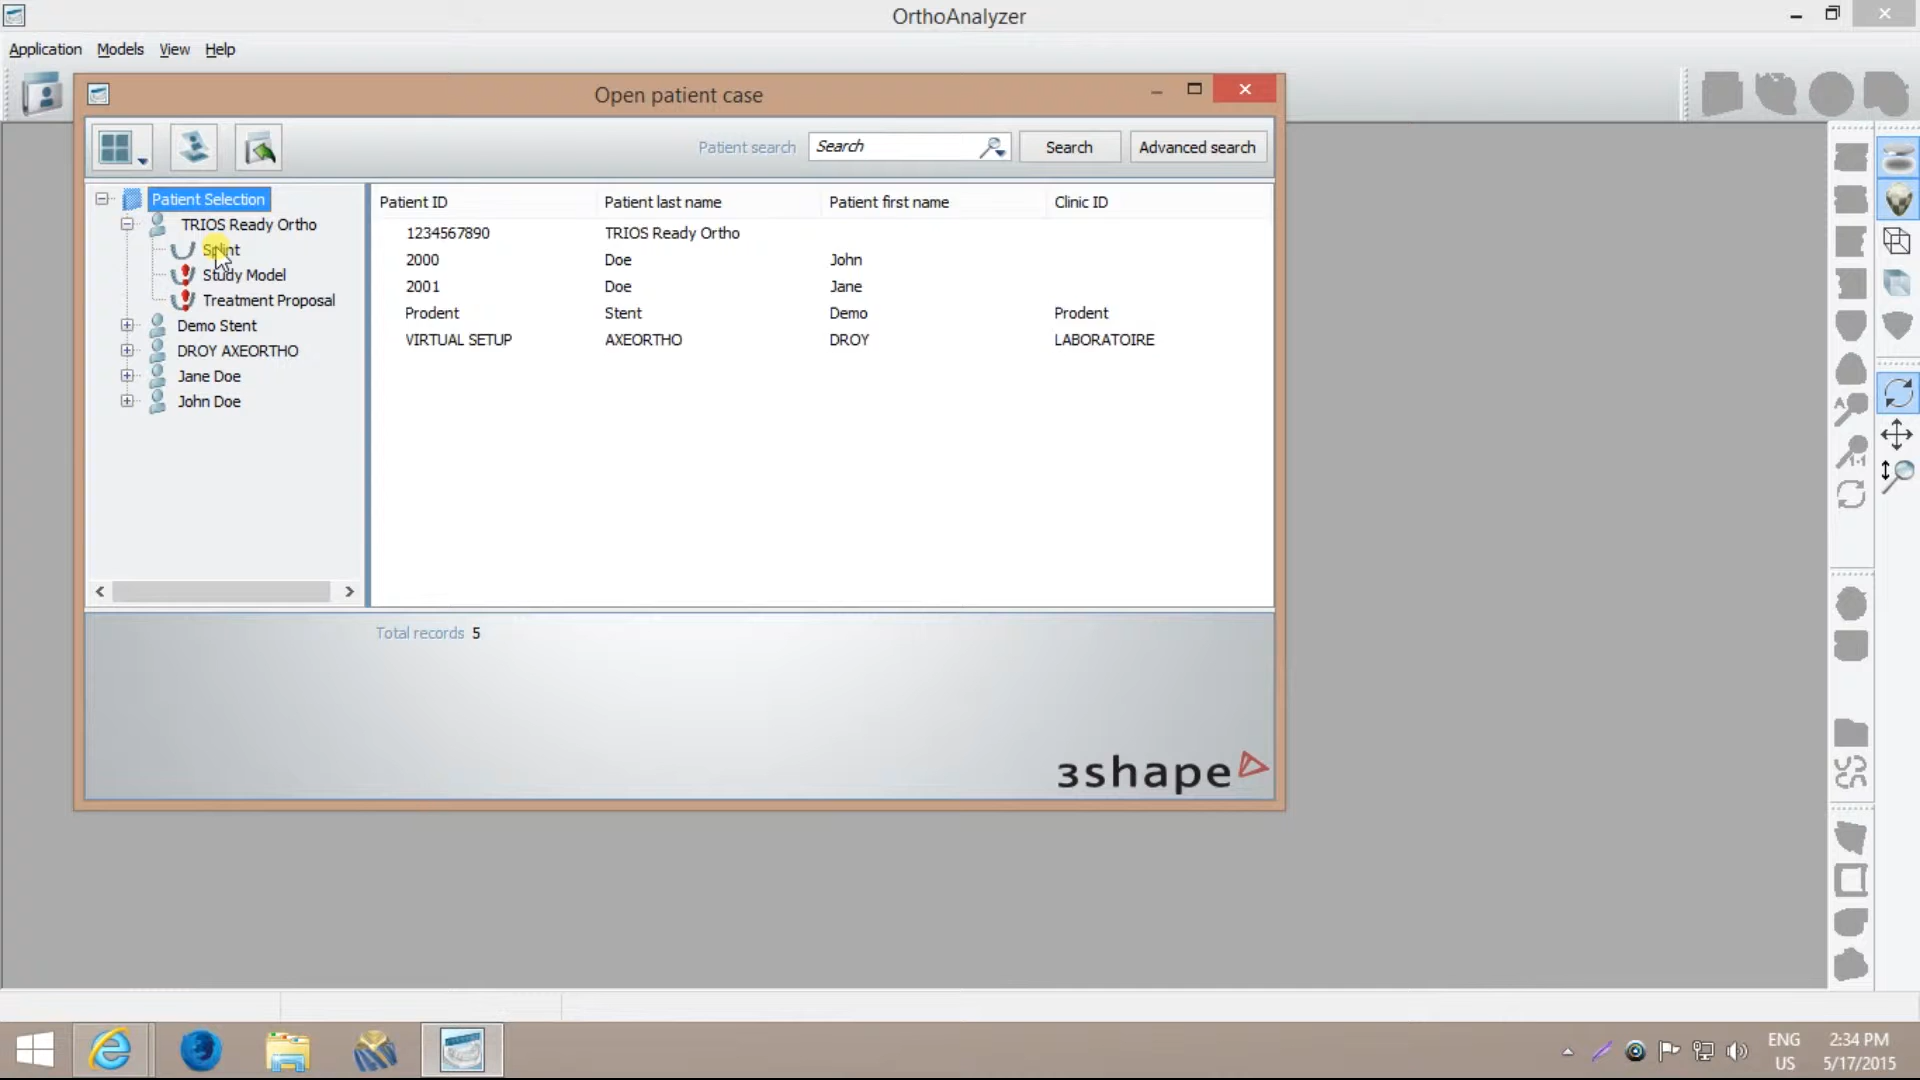 OrthoAnalyzer
Application Models View Help
Open patient case
Patient search Search Search Advanced search
Patient Selection
TRIOS Ready Ortho
Splint
Study Model
Treatment Proposal
Demo Stent
DROY AXEORTHO
Jane Doe
John Doe
Patient ID Patient last name Patient first name Clinic ID
1234567890 TRIOS Ready Ortho
2000 Doe John
2001 Doe Jane
Prodent Stent Demo Prodent
VIRTUAL SETUP AXEORTHO DROY LABORATOIRE
Total records 5
3shape
A
1:1
ENG 2:34 PM
US 5/17/2015